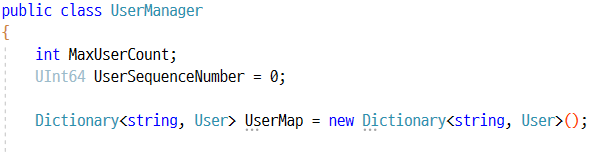 public class UserManager
{
int MaxUserCount;
UInt64 UserSequenceNumber = 0;
Dictionary<string, User> UserMap = new Dictionary<string, User>();